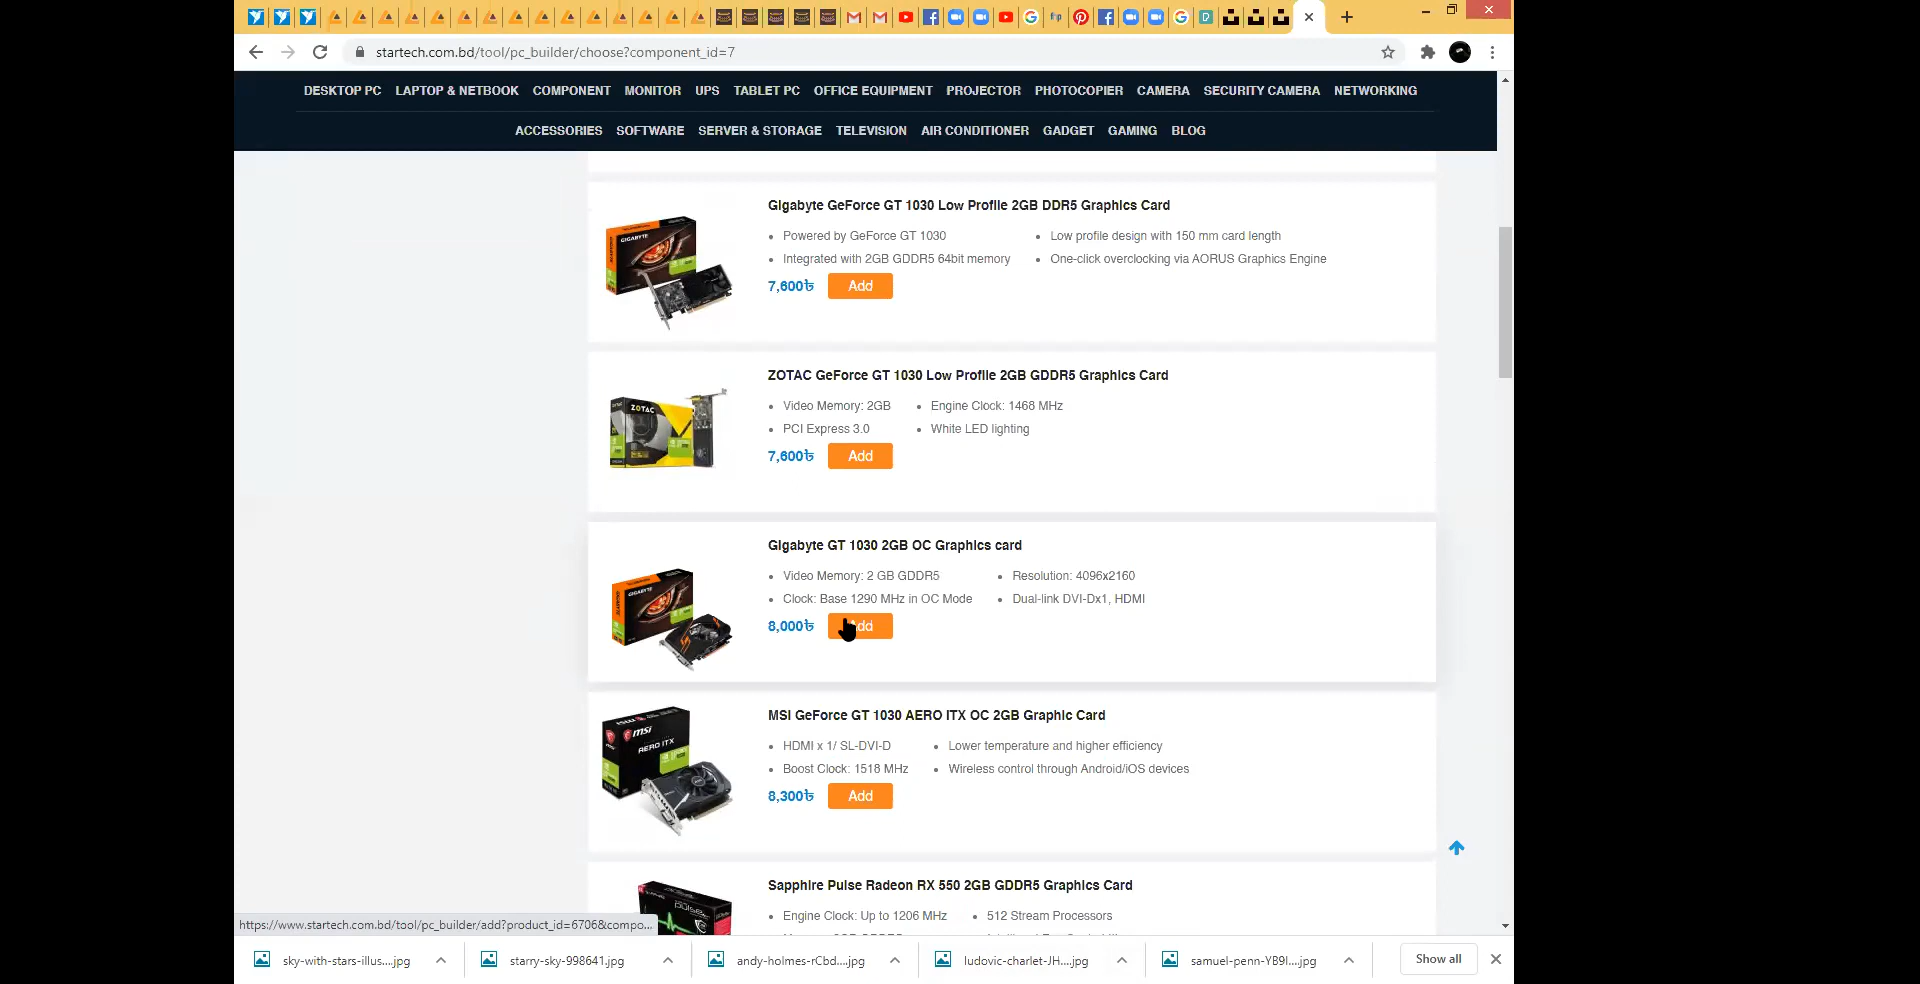 startech.com.bd/tool/pc_builder/choose?component_id=7
DESKTOP PC LAPTOP & NETBOOK COMPONENT MONITOR UPS TABLET PC OFFICE EQUIPMENT PROJECTOR PHOTOCOPIER CAMERA SECURITY CAMERA NETWORKING
ACCESSORIES SOFTWARE SERVER & STORAGE TELEVISION AIR CONDITIONER GADGET GAMING BLOG
Gigabyte GeForce GT 1030 Low Profile 2GB DDR5 Graphics Card
Powered by GeForce GT 1030 Low profile design with 150 mm card length
Integrated with 2GB GDDR5 64bit memory One-click overclocking via AORUS Graphics Engine
7,600৳ Add
GIGABYTE
ZOTAC GeForce GT 1030 Low Profile 2GB GDDR5 Graphics Card
Video Memory: 2GB Engine Clock: 1468 MHz
PCI Express 3.0 White LED lighting
7,600৳ Add
ZOTAC
Gigabyte GT 1030 2GB OC Graphics card
Video Memory: 2 GB GDDR5 Resolution: 4096x2160
Clock: Base 1290 MHz in OC Mode Dual-link DVI-Dx1, HDMI
8,000৳ Add
GIGABYTE
MSI GeForce GT 1030 AERO ITX OC 2GB Graphic Card
HDMI x 1/ SL-DVI-D Lower temperature and higher efficiency
Boost Clock: 1518 MHz Wireless control through Android/iOS devices
8,300৳ Add
msi
AERO ITX
Sapphire Pulse Radeon RX 550 2GB GDDR5 Graphics Card
Engine Clock: Up to 1206 MHz 512 Stream Processors
PULSE
https://www.startech.com.bd/tool/pc_builder/add?product_id=6706&compo...
sky-with-stars-illus....jpg starry-sky-998641.jpg andy-holmes-rCbd....jpg ludovic-charlet-JH....jpg samuel-penn-YB9I....jpg Show all